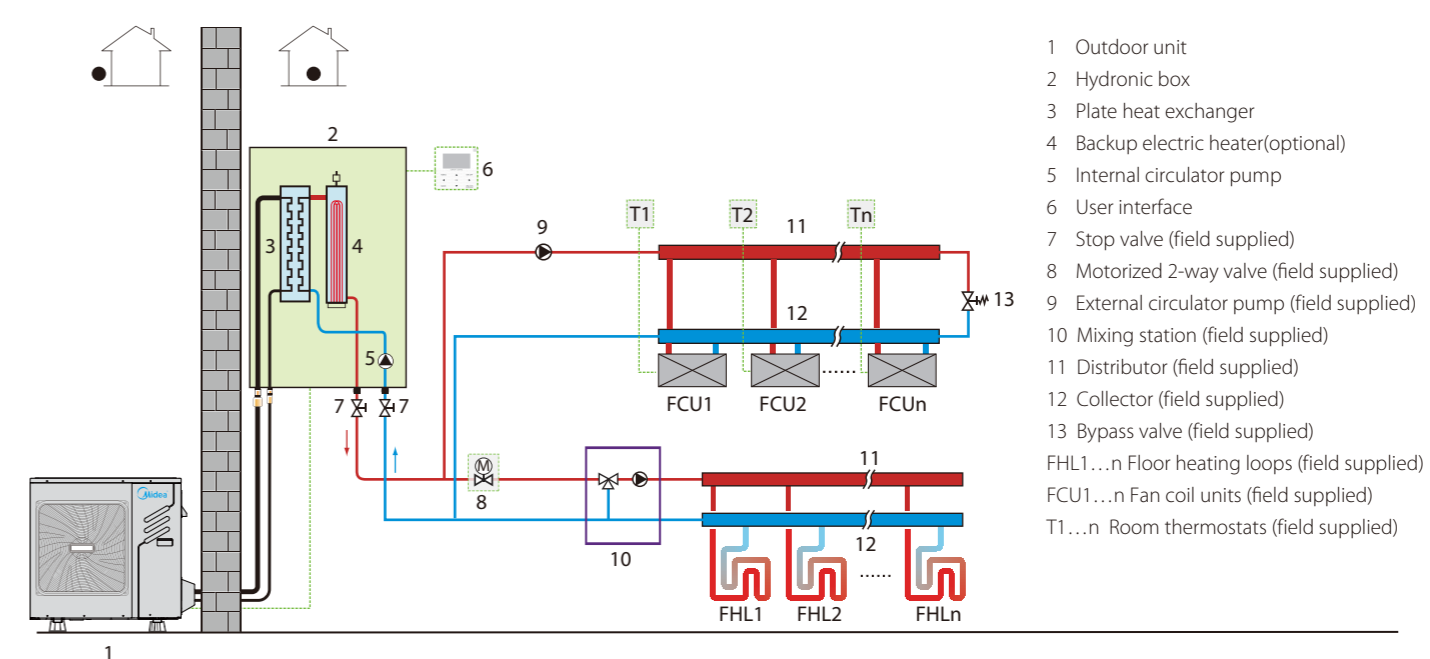 2
6
3
4
5
7
7
9
T1
T2
Tn
11
12
13
FCU1
FCU2
......
FCUn
M
8
10
11
12
......
FHL1
FHL2
FHLn
Midea
1
1 Outdoor unit
2 Hydronic box
3 Plate heat exchanger
4 Backup electric heater(optional)
5 Internal circulator pump
6 User interface
7 Stop valve (field supplied)
8 Motorized 2-way valve (field supplied)
9 External circulator pump (field supplied)
10 Mixing station (field supplied)
11 Distributor (field supplied)
12 Collector (field supplied)
13 Bypass valve (field supplied)
FHL1…n Floor heating loops (field supplied)
FCU1…n Fan coil units (field supplied)
T1…n Room thermostats (field supplied)